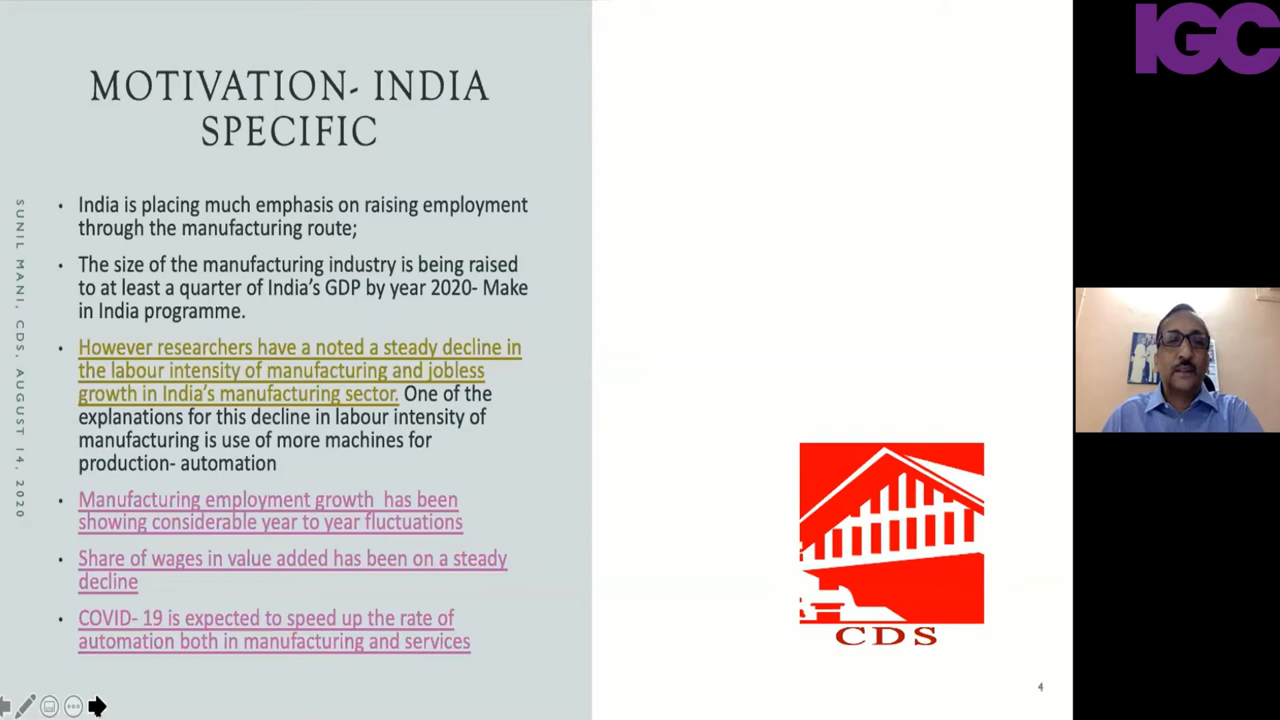 IGC
MOTIVATION- INDIA
SPECIFIC
SUNIL MANI, CDS, AUGUST 14, 2020
• India is placing much emphasis on raising employment
through the manufacturing route;
• The size of the manufacturing industry is being raised
to at least a quarter of India’s GDP by year 2020- Make
in India programme.
• However researchers have a noted a steady decline in
the labour intensity of manufacturing and jobless
growth in India’s manufacturing sector. One of the
explanations for this decline in labour intensity of
manufacturing is use of more machines for
production- automation
• Manufacturing employment growth has been
showing considerable year to year fluctuations
• Share of wages in value added has been on a steady
decline
• COVID- 19 is expected to speed up the rate of
automation both in manufacturing and services
CDS
4